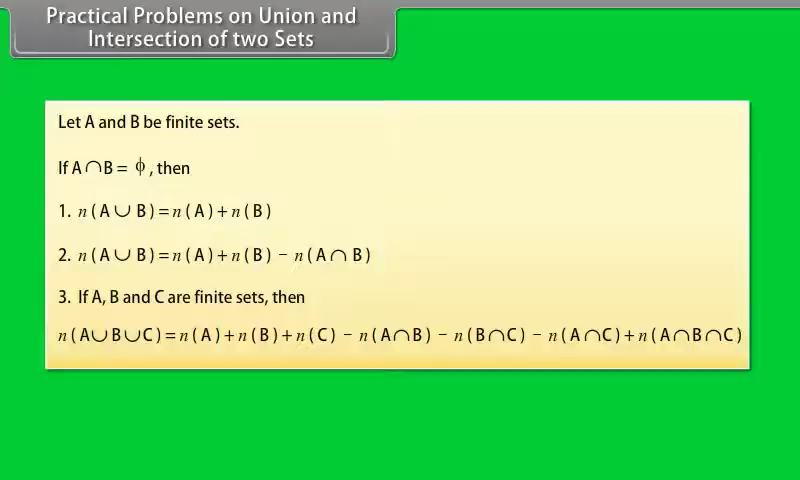 Practical Problems on Union and
Intersection of two Sets
Let A and B be finite sets.
If A ∩ B = ϕ , then
1. n ( A ∪ B ) = n ( A ) + n ( B )
2. n ( A ∪ B ) = n ( A ) + n ( B ) − n ( A ∩ B )
3. If A, B and C are finite sets, then
n ( A ∪ B ∪ C ) = n ( A ) + n ( B ) + n ( C ) − n ( A ∩ B ) − n ( B ∩ C ) − n ( A ∩ C ) + n ( A ∩ B ∩ C )